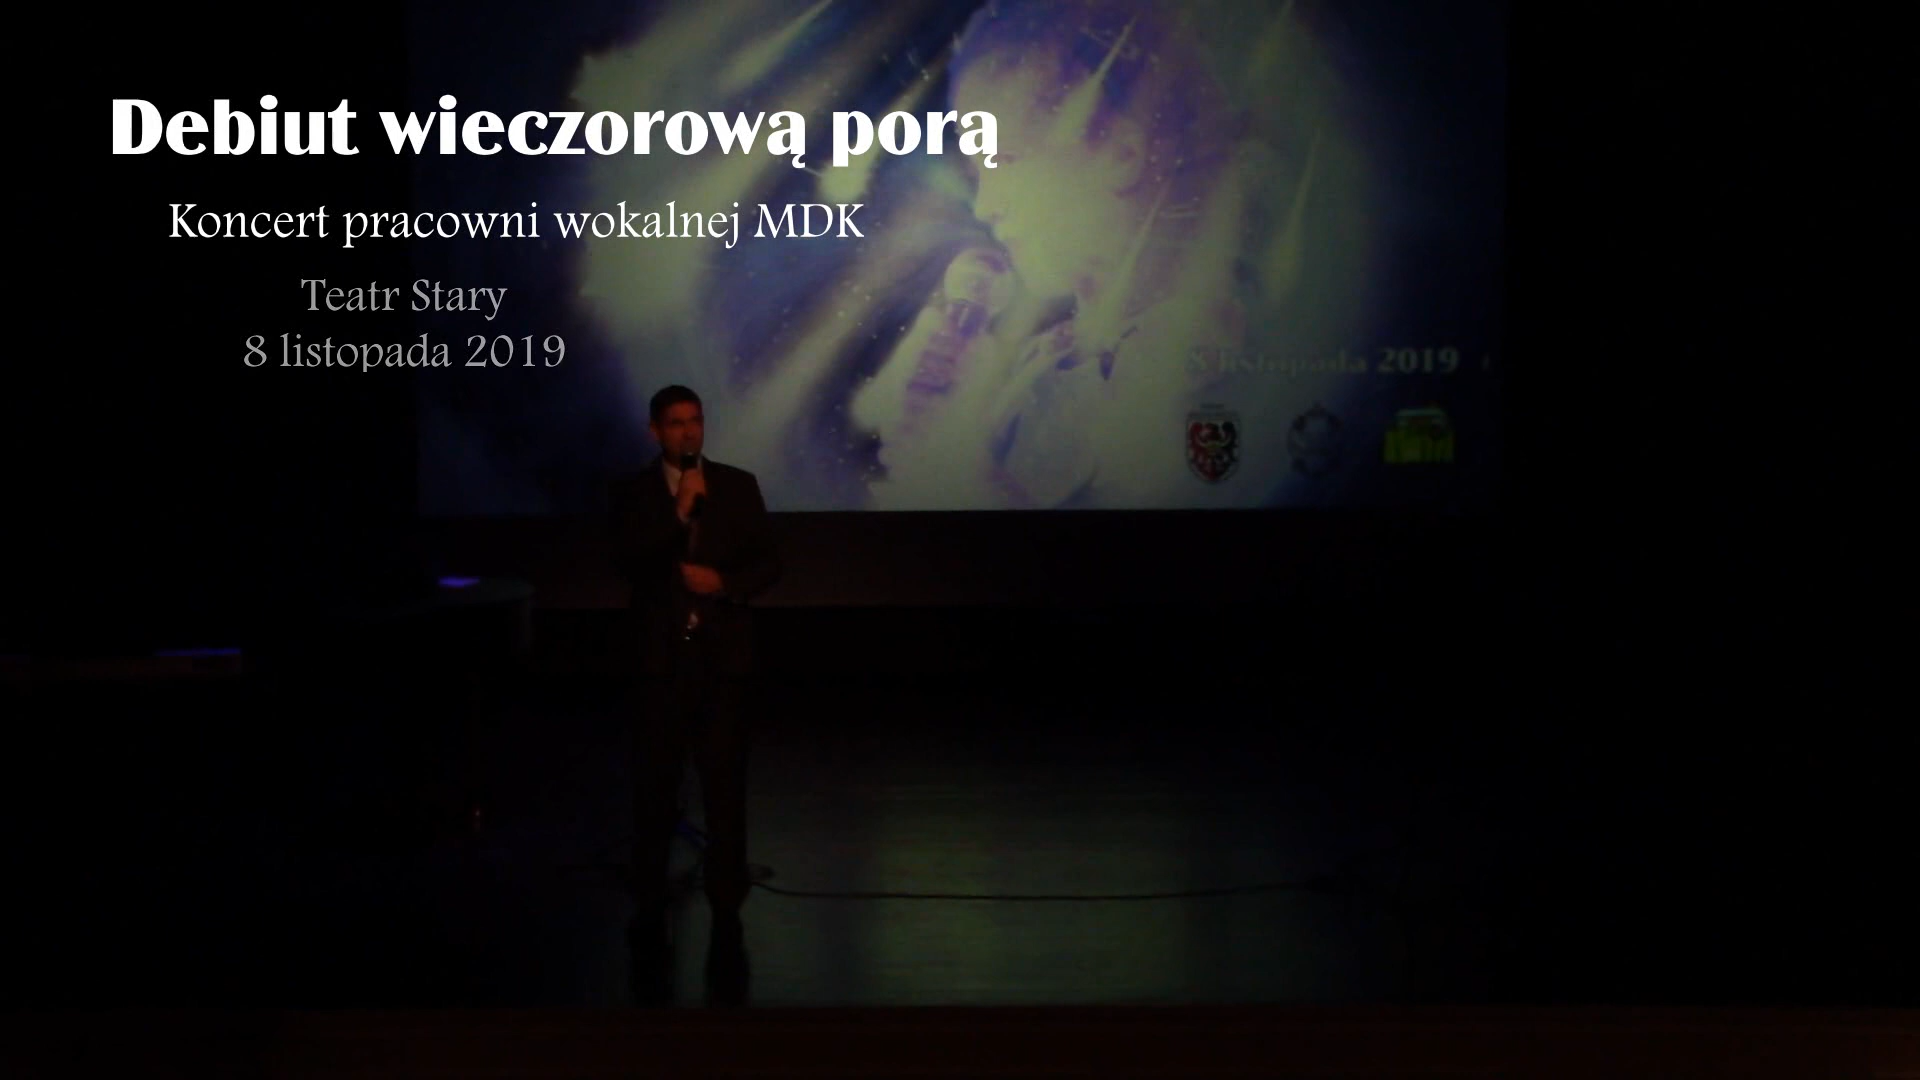 Debiut wieczorową porą
Koncert pracowni wokalnej MDK
Teatr Stary
8 listopada 2019
8 listopada 2019